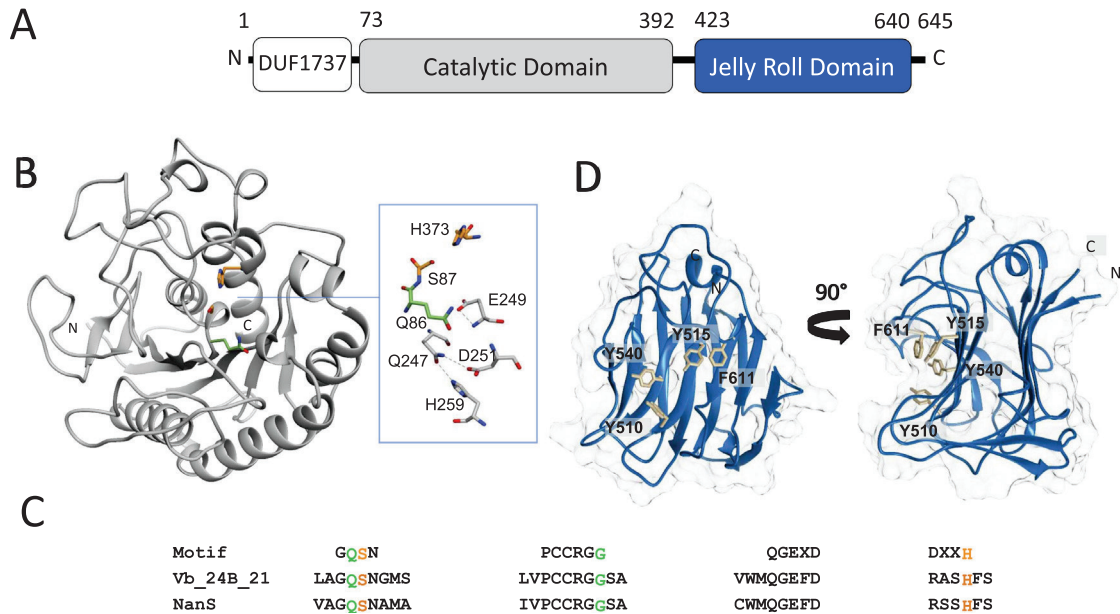 A
1 73 392 423 640 645
N DUF1737 Catalytic Domain Jelly Roll Domain C
B
N
C
H373
S87
E249
Q86
Q247
D251
H259
D
C
N
Y515
Y540
F611
Y510
90°
C
N
F611
Y515
Y540
Y510
C
Motif GQSN PCCRGG QGEXD DXXH
Vb_24B_21 LAGQSNGMS LVPCCRGGSA VWMQGEFD RASHFS
NanS VAGQSNAMA IVPCCRGGSA CWMQGEFD RSSHFS